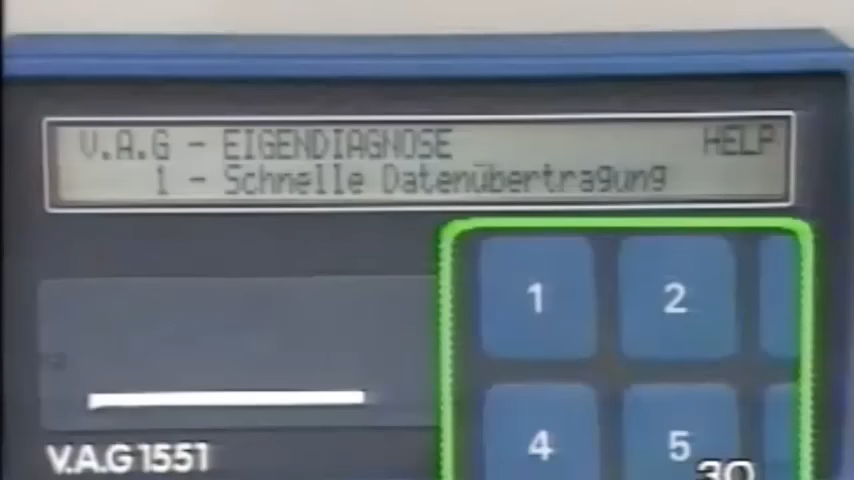 V.A.G - EIGENDIAGNOSE HELP
1 - Schnelle Datenübertragung
1 2
4 5
V.A.G 1551
30